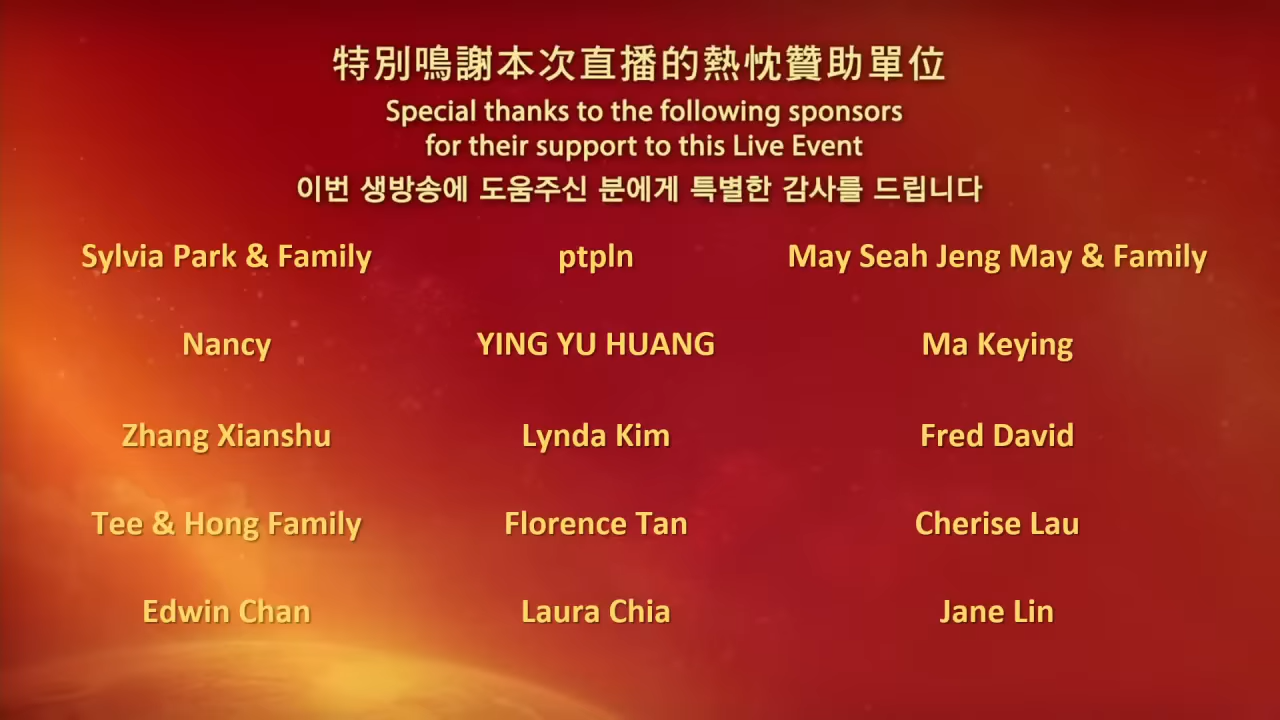 特別鳴謝本次直播的熱忱贊助單位
Special thanks to the following sponsors
for their support to this Live Event
이번 생방송에 도움주신 분에게 특별한 감사를 드립니다
Sylvia Park & Family ptpln May Seah Jeng May & Family
Nancy YING YU HUANG Ma Keying
Zhang Xianshu Lynda Kim Fred David
Tee & Hong Family Florence Tan Cherise Lau
Edwin Chan Laura Chia Jane Lin